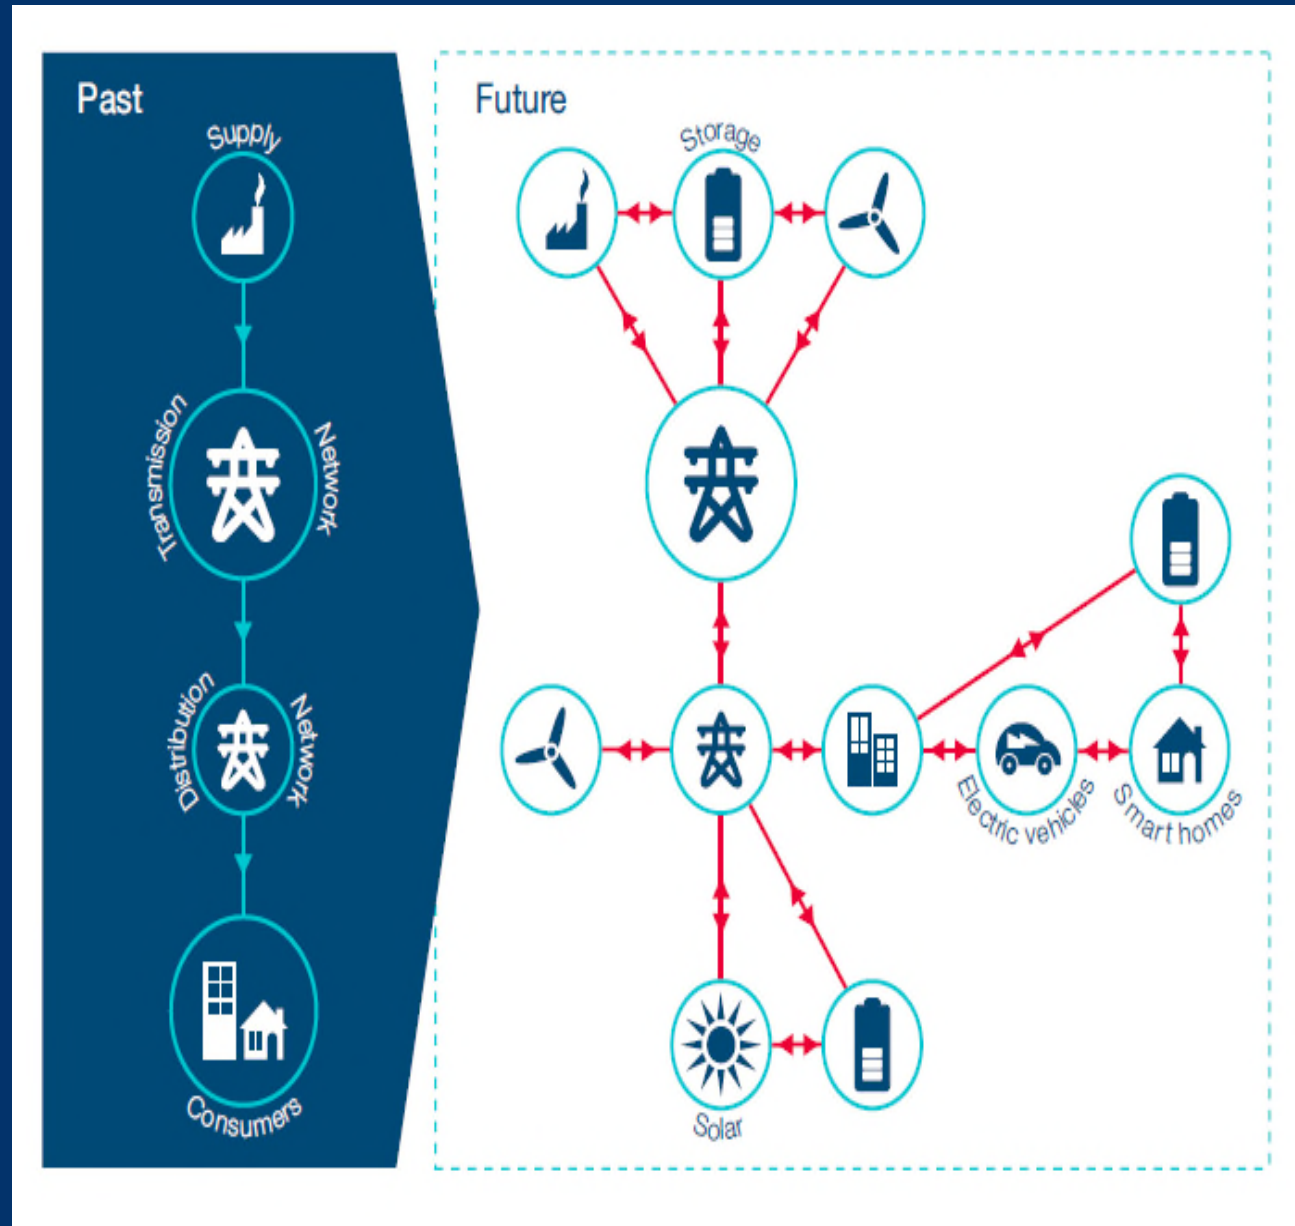 Past
Supply
Transmission
Network
Distribution
Network
Consumers
Future
Storage
Electric vehicles
Smart homes
Solar